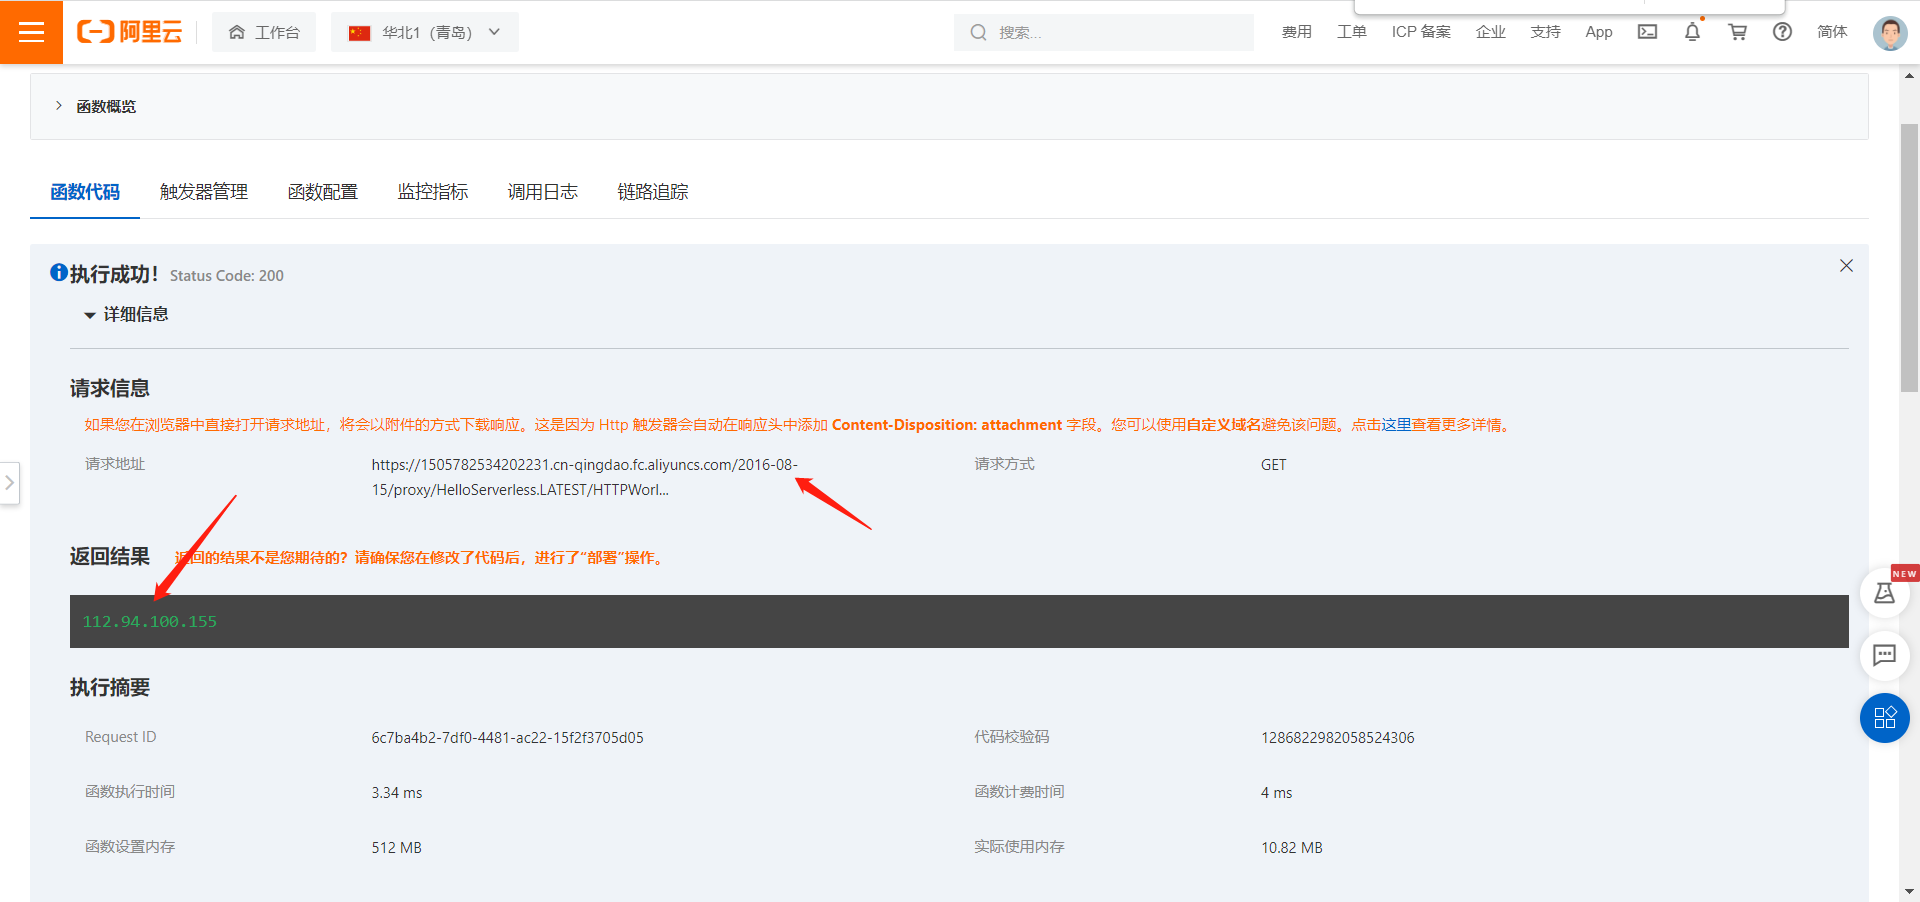 阿里云
工作台
华北1（青岛）
搜索...
费用
工单
ICP 备案
企业
支持
App
简体
函数概览
函数代码
触发器管理
函数配置
监控指标
调用日志
链路追踪
执行成功！ Status Code: 200
详细信息
请求信息
如果您在浏览器中直接打开请求地址，将会以附件的方式下载响应。这是因为 Http 触发器会自动在响应头中添加 Content-Disposition: attachment 字段。您可以使用自定义域名避免该问题。点击这里查看更多详情。
请求地址
https://1505782534202231.cn-qingdao.fc.aliyuncs.com/2016-08-
15/proxy/HelloServerless.LATEST/HTTPWorl...
请求方式
GET
返回结果
返回的结果不是您期待的？请确保您在修改了代码后，进行了“部署”操作。
112.94.100.155
NEW
执行摘要
Request ID
6c7ba4b2-7df0-4481-ac22-15f2f3705d05
代码校验码
1286822982058524306
函数执行时间
3.34 ms
函数计费时间
4 ms
函数设置内存
512 MB
实际使用内存
10.82 MB